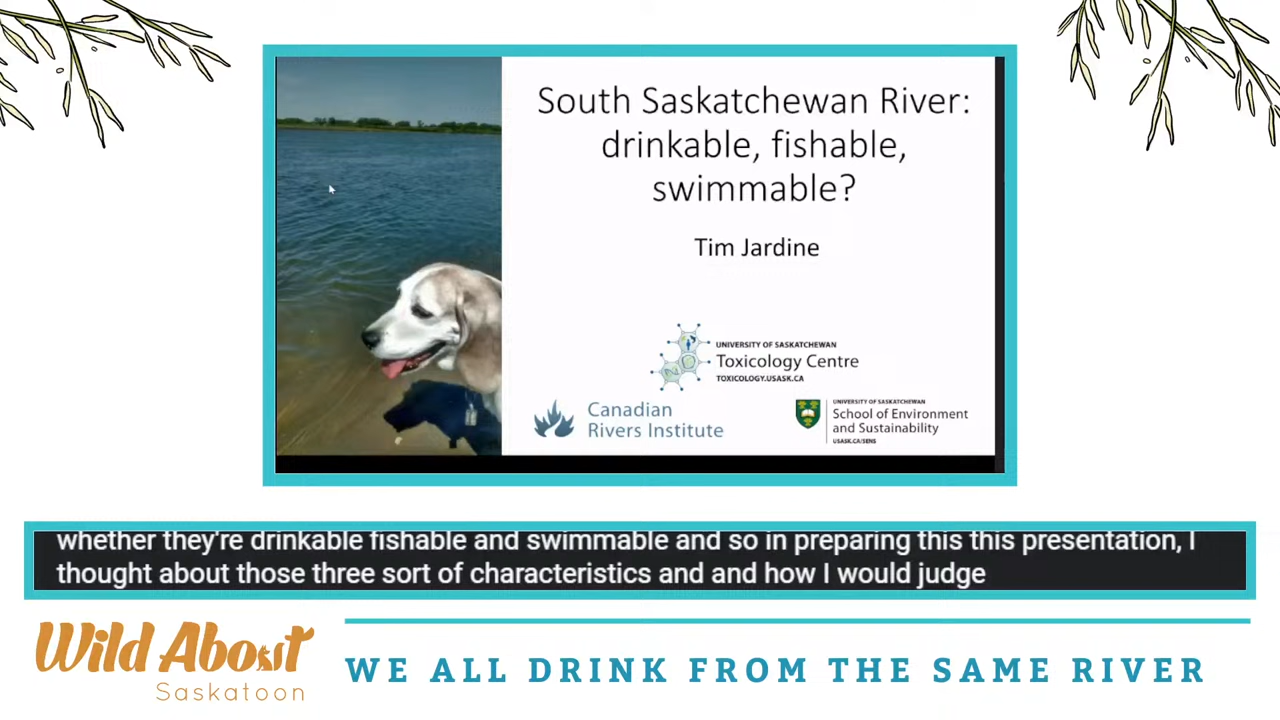 South Saskatchewan River:
drinkable, fishable,
swimmable?
Tim Jardine
UNIVERSITY OF SASKATCHEWAN
Toxicology Centre
TOXICOLOGY.USASK.CA
Canadian
Rivers Institute
UNIVERSITY OF SASKATCHEWAN
School of Environment
and Sustainability
USASK.CA/SENS
whether they're drinkable fishable and swimmable and so in preparing this this presentation, I
thought about those three sort of characteristics and and how I would judge
Wild About
Saskatoon
WE ALL DRINK FROM THE SAME RIVER